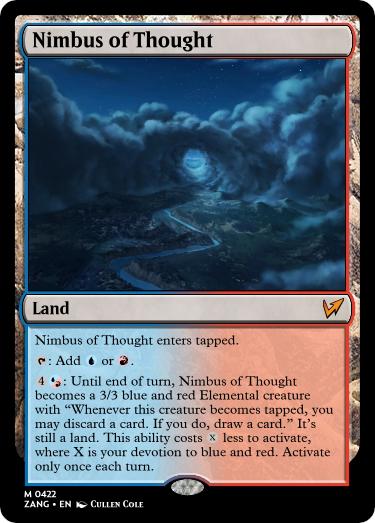 Nimbus of Thought
Land
Nimbus of Thought enters tapped.
: Add or .
4 : Until end of turn, Nimbus of Thought
becomes a 3/3 blue and red Elemental creature
with “Whenever this creature becomes tapped, you
may discard a card. If you do, draw a card.” It’s
still a land. This ability costs X less to activate,
where X is your devotion to blue and red. Activate
only once each turn.
M 0422
ZANG • EN Cullen Cole